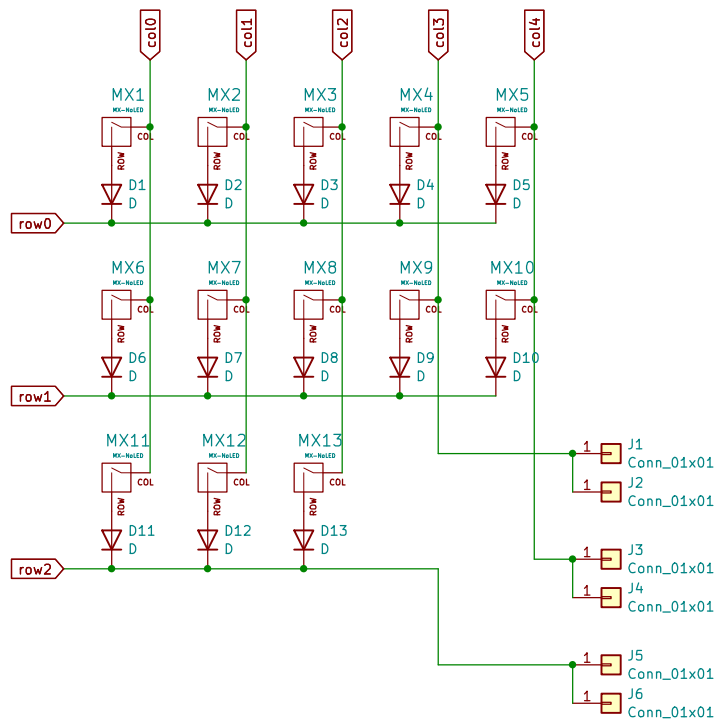 col0 col1 col2 col3 col4
MX1 MX2 MX3 MX4 MX5
MX-NoLED MX-NoLED MX-NoLED MX-NoLED MX-NoLED
COL COL COL COL COL
ROW ROW ROW ROW ROW
D1 D2 D3 D4 D5
D D D D D
row0
MX6 MX7 MX8 MX9 MX10
MX-NoLED MX-NoLED MX-NoLED MX-NoLED MX-NoLED
COL COL COL COL COL
ROW ROW ROW ROW ROW
D6 D7 D8 D9 D10
D D D D D
row1
MX11 MX12 MX13
MX-NoLED MX-NoLED MX-NoLED
COL COL COL
ROW ROW ROW
D11 D12 D13
D D D
row2
1 J1
Conn_01x01
1 J2
Conn_01x01
1 J3
Conn_01x01
1 J4
Conn_01x01
1 J5
Conn_01x01
1 J6
Conn_01x01